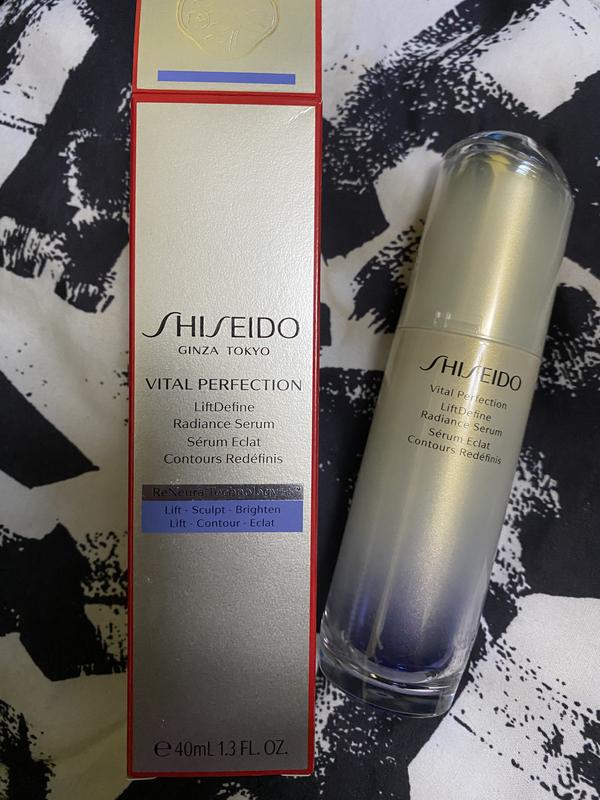 SHISEIDO
GINZA TOKYO
VITAL PERFECTION
LiftDefine
Radiance Serum
Sérum Eclat
Contours Redéfinis
ReNeura Technology++™
Lift - Sculpt - Brighten
Lift - Contour - Eclat
℮ 40mL 1.3 FL. OZ.
SHISEIDO
Vital Perfection
LiftDefine
Radiance Serum
Sérum Eclat
Contours Redéfinis